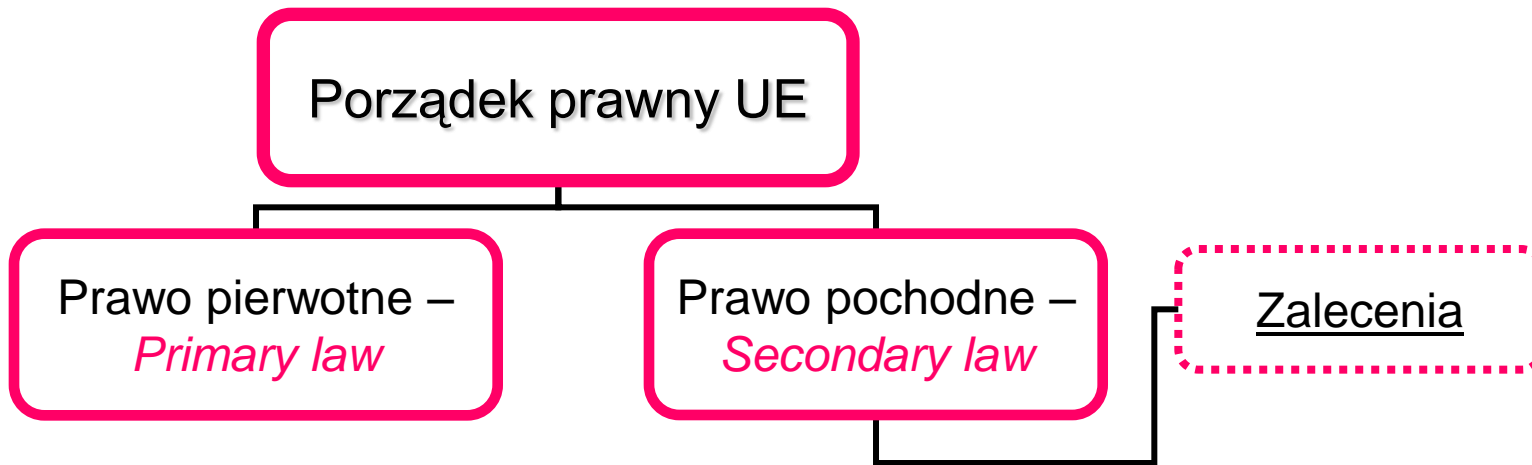 Porządek prawny UE
Prawo pierwotne –
Primary law
Prawo pochodne –
Secondary law
Zalecenia